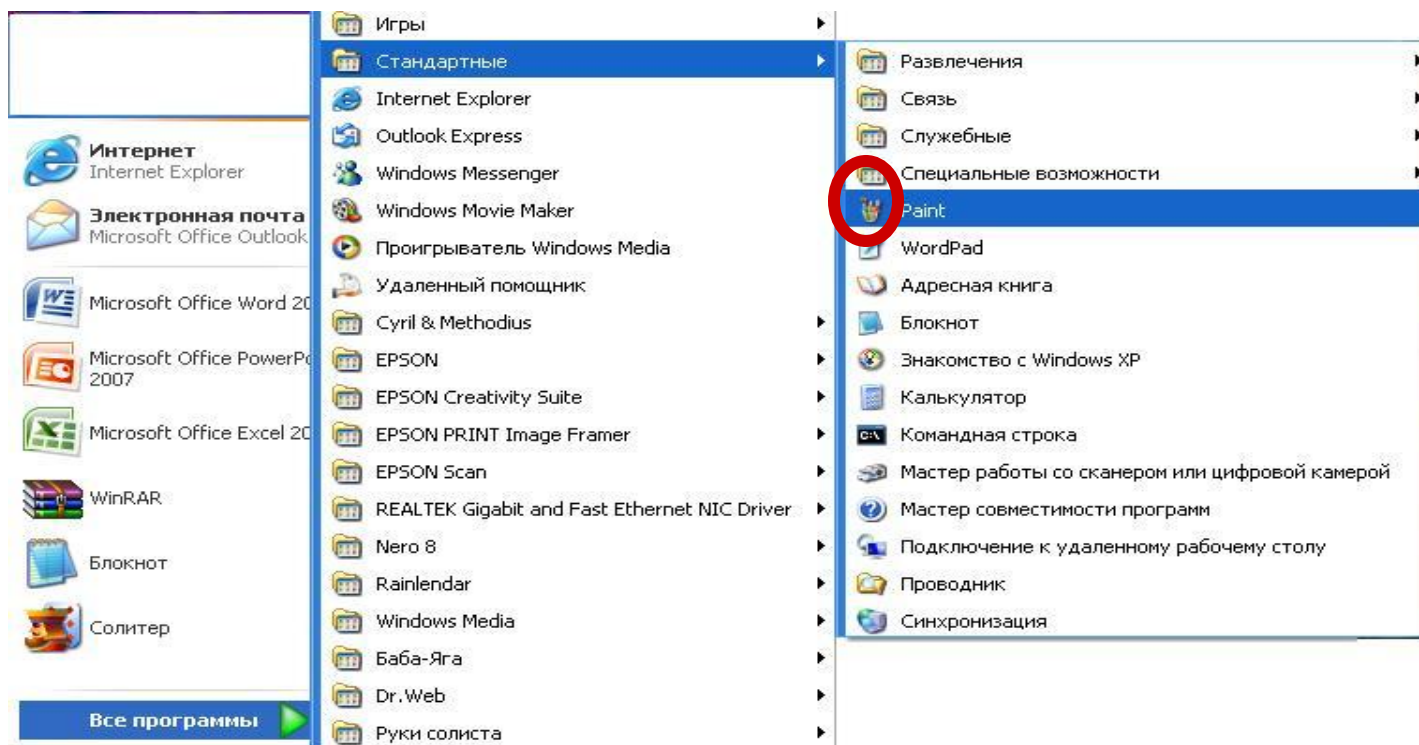 Интернет
Internet Explorer
Электронная почта
Microsoft Office Outlook
Microsoft Office Word 20
Microsoft Office PowerPo
2007
Microsoft Office Excel 20
WinRAR
Блокнот
Солитер
Все программы
Игры
Стандартные
Internet Explorer
Outlook Express
Windows Messenger
Windows Movie Maker
Проигрыватель Windows Media
Удаленный помощник
Cyril & Methodius
EPSON
EPSON Creativity Suite
EPSON PRINT Image Framer
EPSON Scan
REALTEK Gigabit and Fast Ethernet NIC Driver
Nero 8
Rainlendar
Windows Media
Баба-Яга
Dr.Web
Руки солиста
Развлечения
Связь
Служебные
Специальные возможности
Paint
WordPad
Адресная книга
Блокнот
Знакомство с Windows XP
Калькулятор
Командная строка
Мастер работы со сканером или цифровой камерой
Мастер совместимости программ
Подключение к удаленному рабочему столу
Проводник
Синхронизация